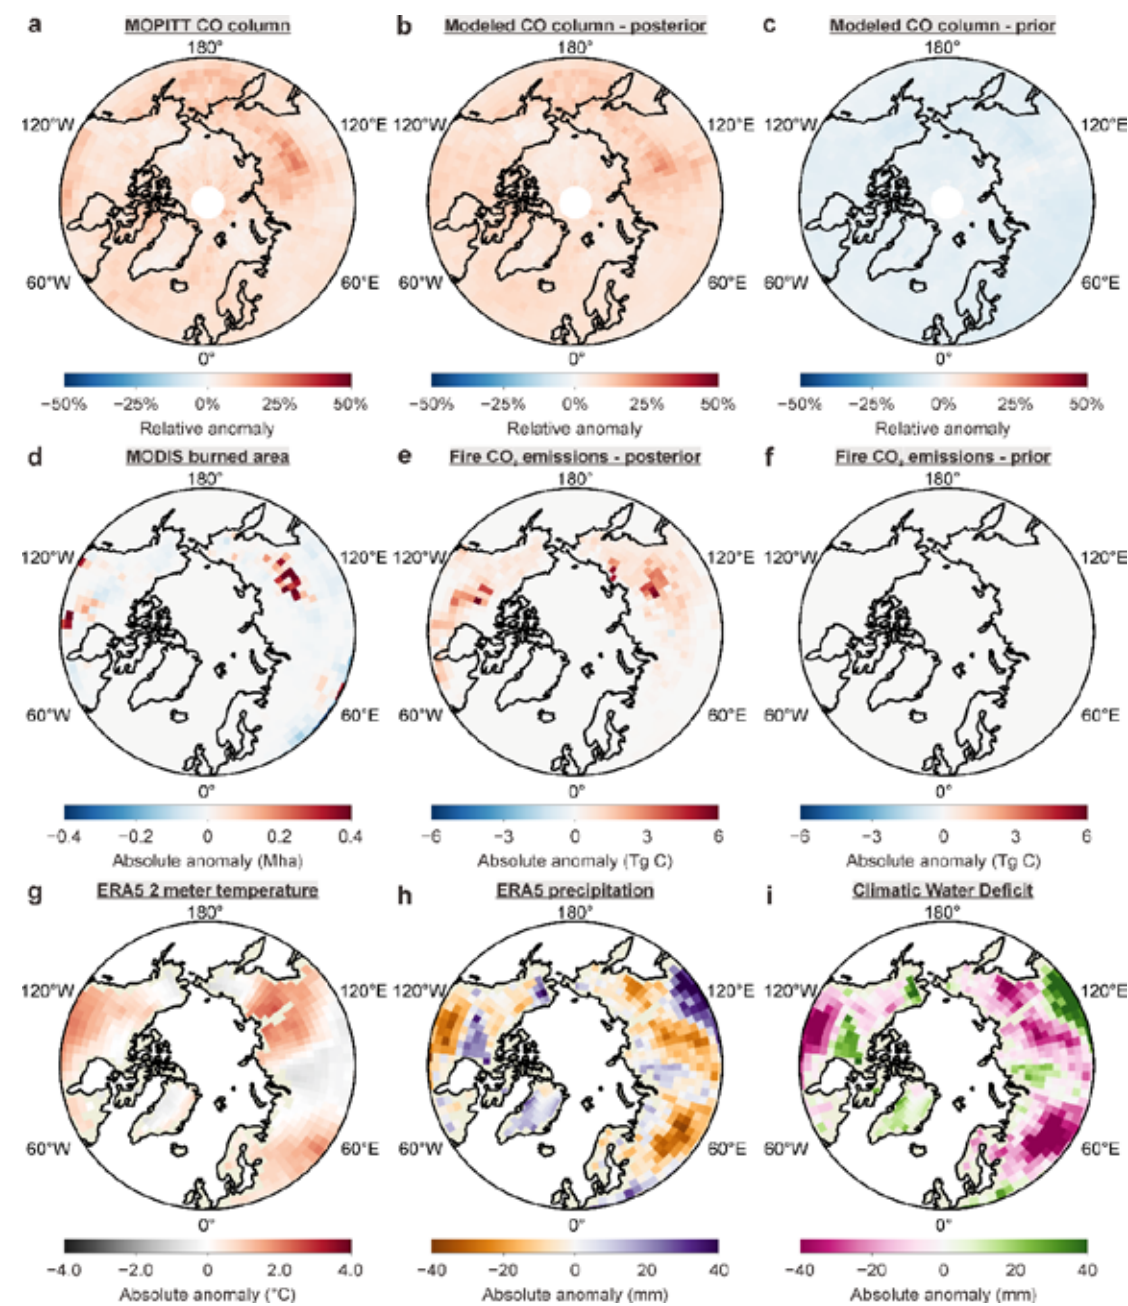 a MOPITT CO column b Modeled CO column - posterior c Modeled CO column - prior
180° 180° 180°
120°W 120°E 120°W 120°E 120°W 120°E
60°W 60°E 60°W 60°E 60°W 60°E
0° 0° 0°
−50% −25% 0% 25% 50% −50% −25% 0% 25% 50% −50% −25% 0% 25% 50%
Relative anomaly Relative anomaly Relative anomaly
d MODIS burned area e Fire CO₂ emissions - posterior f Fire CO₂ emissions - prior
180° 180° 180°
120°W 120°E 120°W 120°E 120°W 120°E
60°W 60°E 60°W 60°E 60°W 60°E
0° 0° 0°
−0.4 −0.2 0 0.2 0.4 −6 −3 0 3 6 −6 −3 0 3 6
Absolute anomaly (Mha) Absolute anomaly (Tg C) Absolute anomaly (Tg C)
g ERA5 2 meter temperature h ERA5 precipitation i Climatic Water Deficit
180° 180° 180°
120°W 120°E 120°W 120°E 120°W 120°E
60°W 60°E 60°W 60°E 60°W 60°E
0° 0° 0°
−4.0 −2.0 0 2.0 4.0 −40 −20 0 20 40 −40 −20 0 20 40
Absolute anomaly (°C) Absolute anomaly (mm) Absolute anomaly (mm)